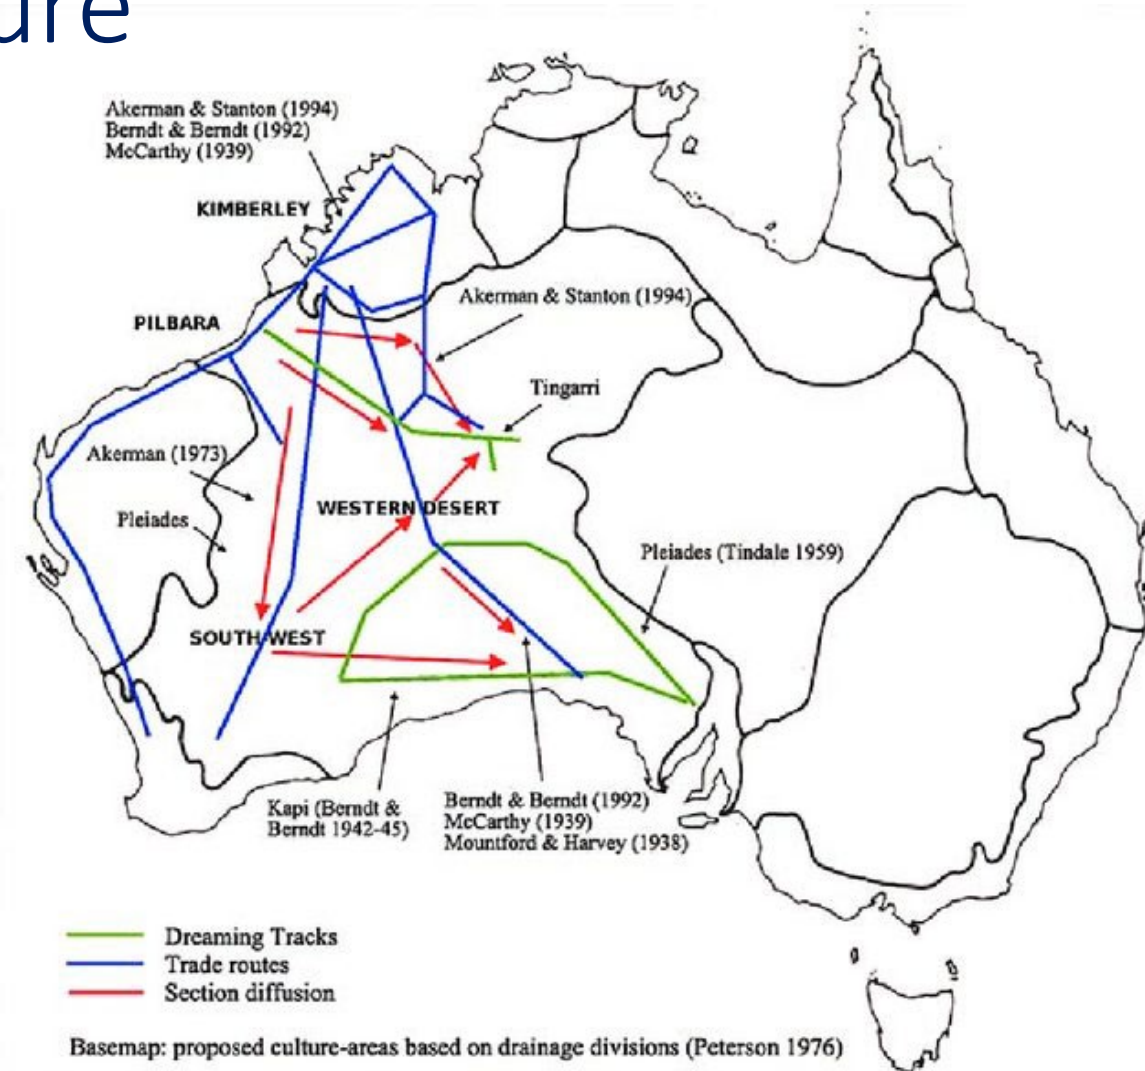 ure
Akerman & Stanton (1994)
Berndt & Berndt (1992)
McCarthy (1939)
KIMBERLEY
Akerman & Stanton (1994)
PILBARA
Tingarri
Akerman (1973)
WESTERN DESERT
Pleiades
Pleiades (Tindale 1959)
SOUTH WEST
Kapi (Berndt &
Berndt 1942-45)
Berndt & Berndt (1992)
McCarthy (1939)
Mountford & Harvey (1938)
Dreaming Tracks
Trade routes
Section diffusion
Basemap: proposed culture-areas based on drainage divisions (Peterson 1976)